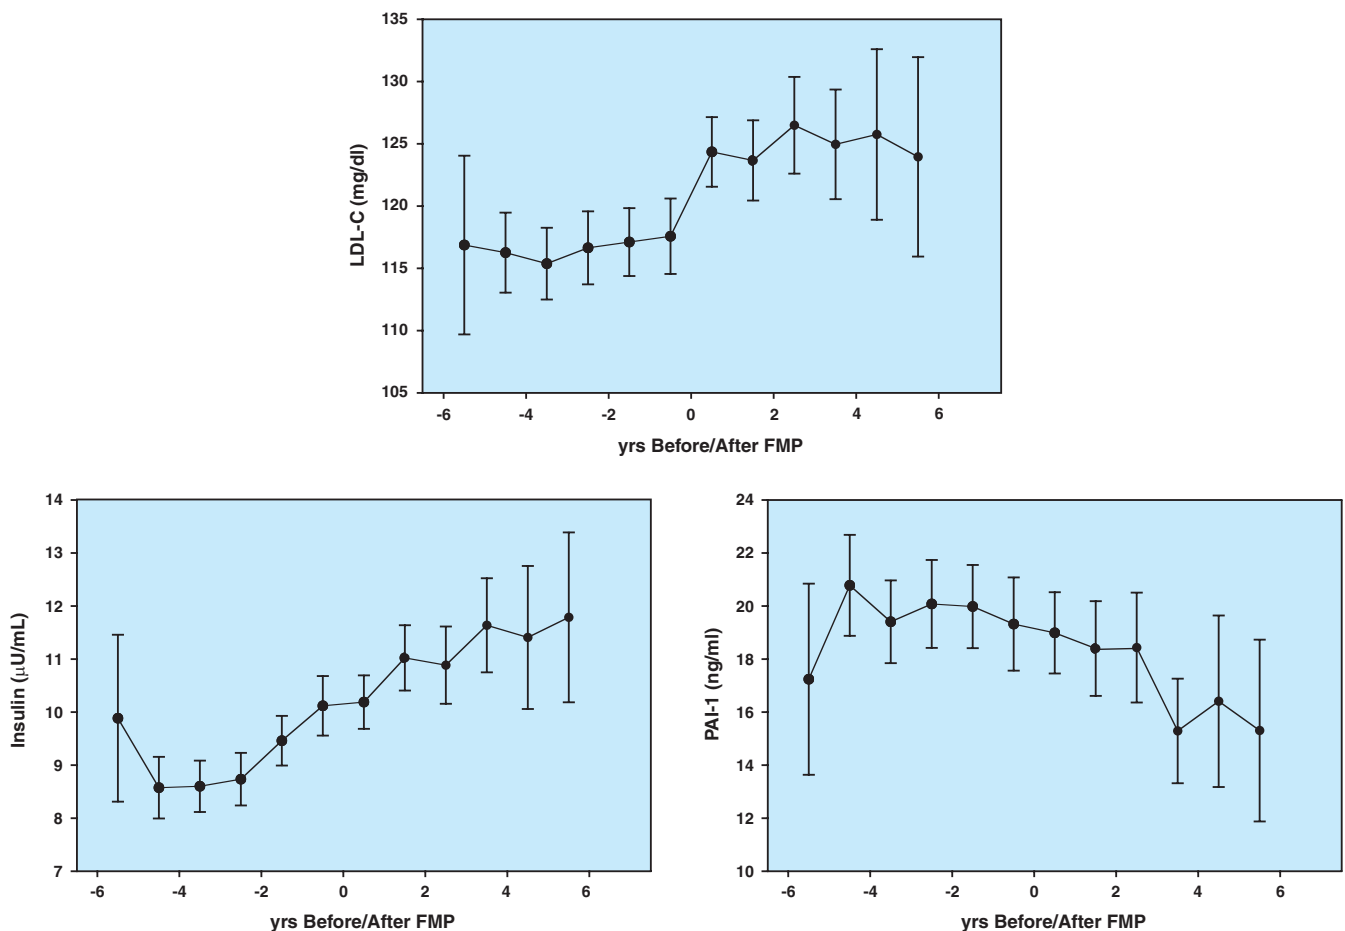 135
130
125
120
115
110
105
LDL-C (mg/dl)
-6 -4 -2 0 2 4 6
yrs Before/After FMP
14
13
12
11
10
9
8
7
Insulin (μU/mL)
-6 -4 -2 0 2 4 6
yrs Before/After FMP
24
22
20
18
16
14
12
10
PAI-1 (ng/ml)
-6 -4 -2 0 2 4 6
yrs Before/After FMP